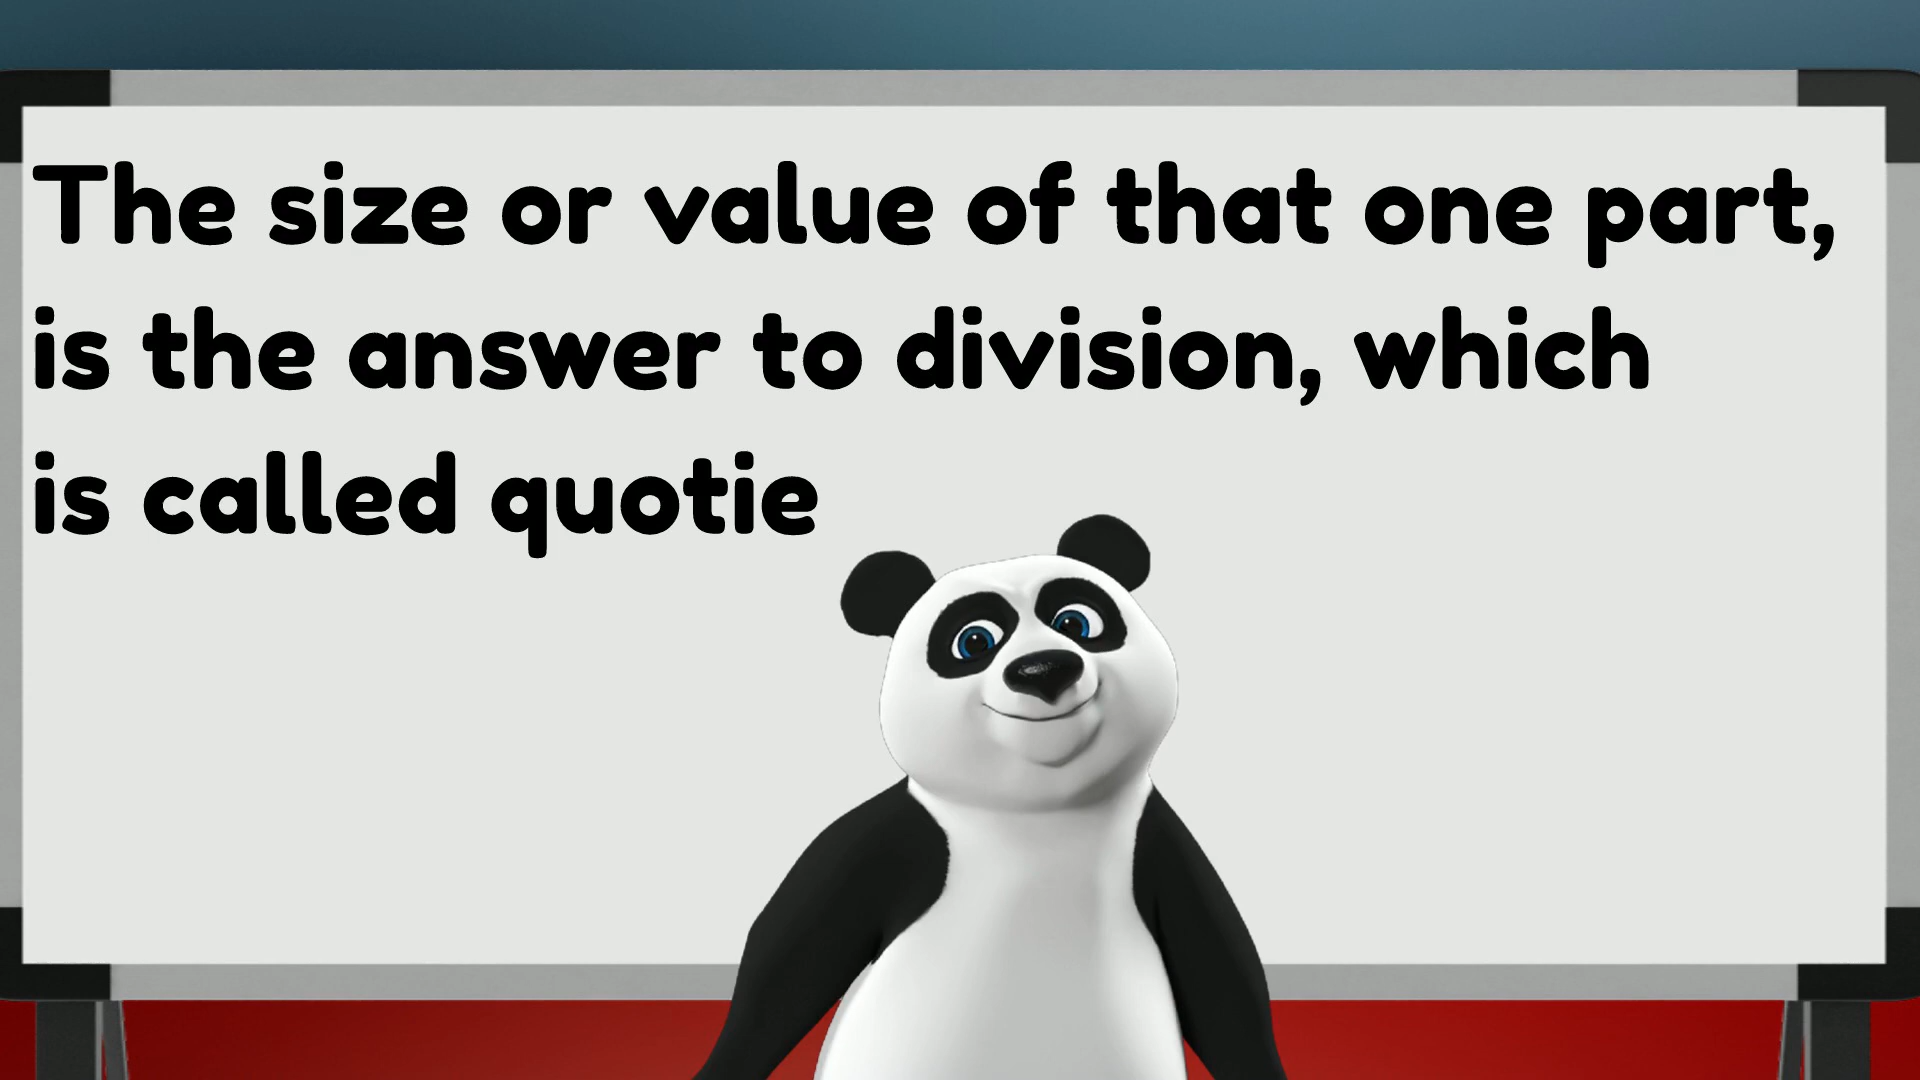 The size or value of that one part,
is the answer to division, which
is called quotie